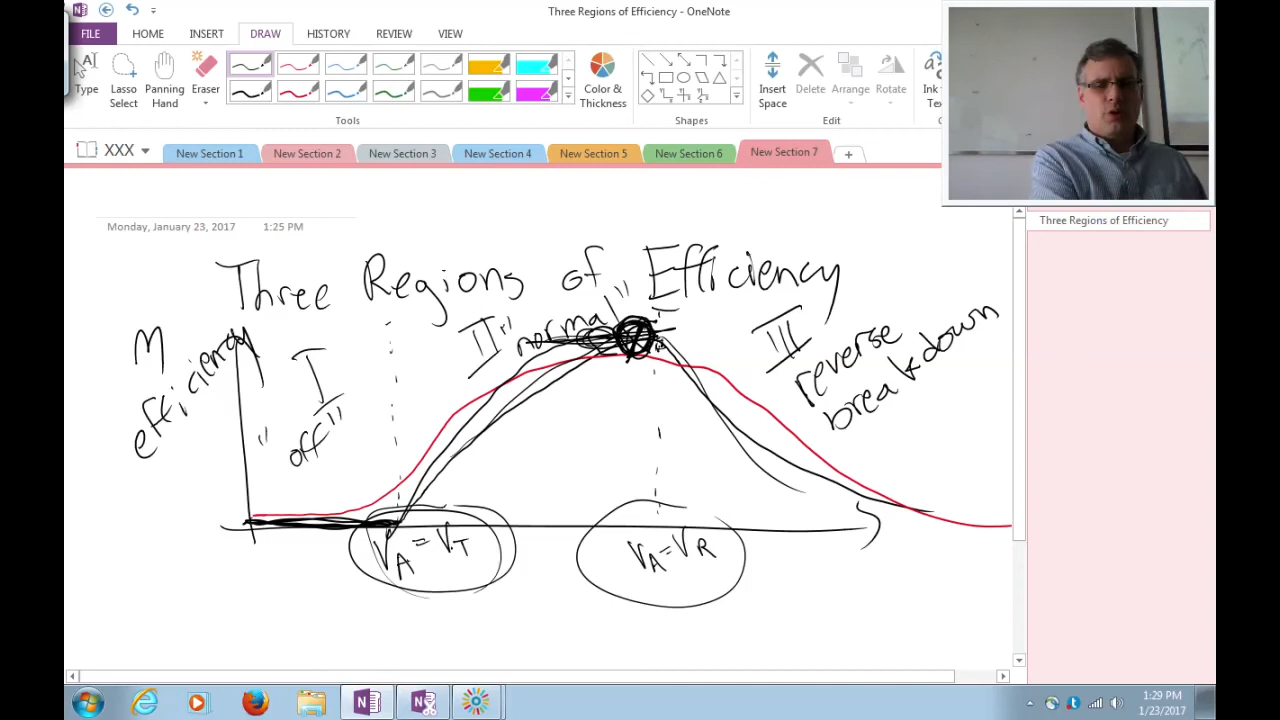 Three Regions of Efficiency - OneNote
FILE HOME INSERT DRAW HISTORY REVIEW VIEW
Type
Lasso Select
Panning Hand
Eraser
Color & Thickness
Insert Space
Delete
Arrange
Rotate
Ink to
Tools
Shapes
Edit
XXX
New Section 1
New Section 2
New Section 3
New Section 4
New Section 5
New Section 6
New Section 7
Three Regions of Efficiency
Monday, January 23, 2017 1:25 PM
Three Regions of Efficiency
efficiency
I
"off"
II
"normal"
III
reverse
breakdown
VA = VT
VA = VR
1:29 PM
1/23/2017